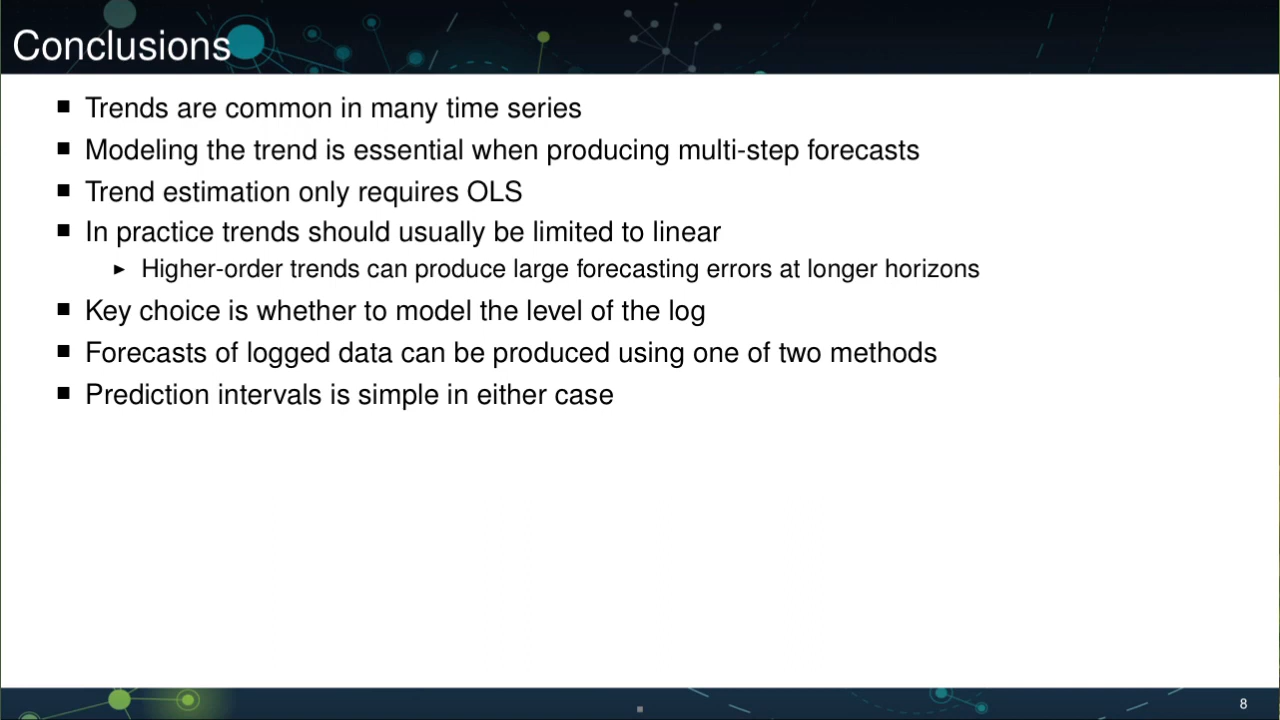 Conclusions
■ Trends are common in many time series
■ Modeling the trend is essential when producing multi-step forecasts
■ Trend estimation only requires OLS
■ In practice trends should usually be limited to linear
▶ Higher-order trends can produce large forecasting errors at longer horizons
■ Key choice is whether to model the level of the log
■ Forecasts of logged data can be produced using one of two methods
■ Prediction intervals is simple in either case
8